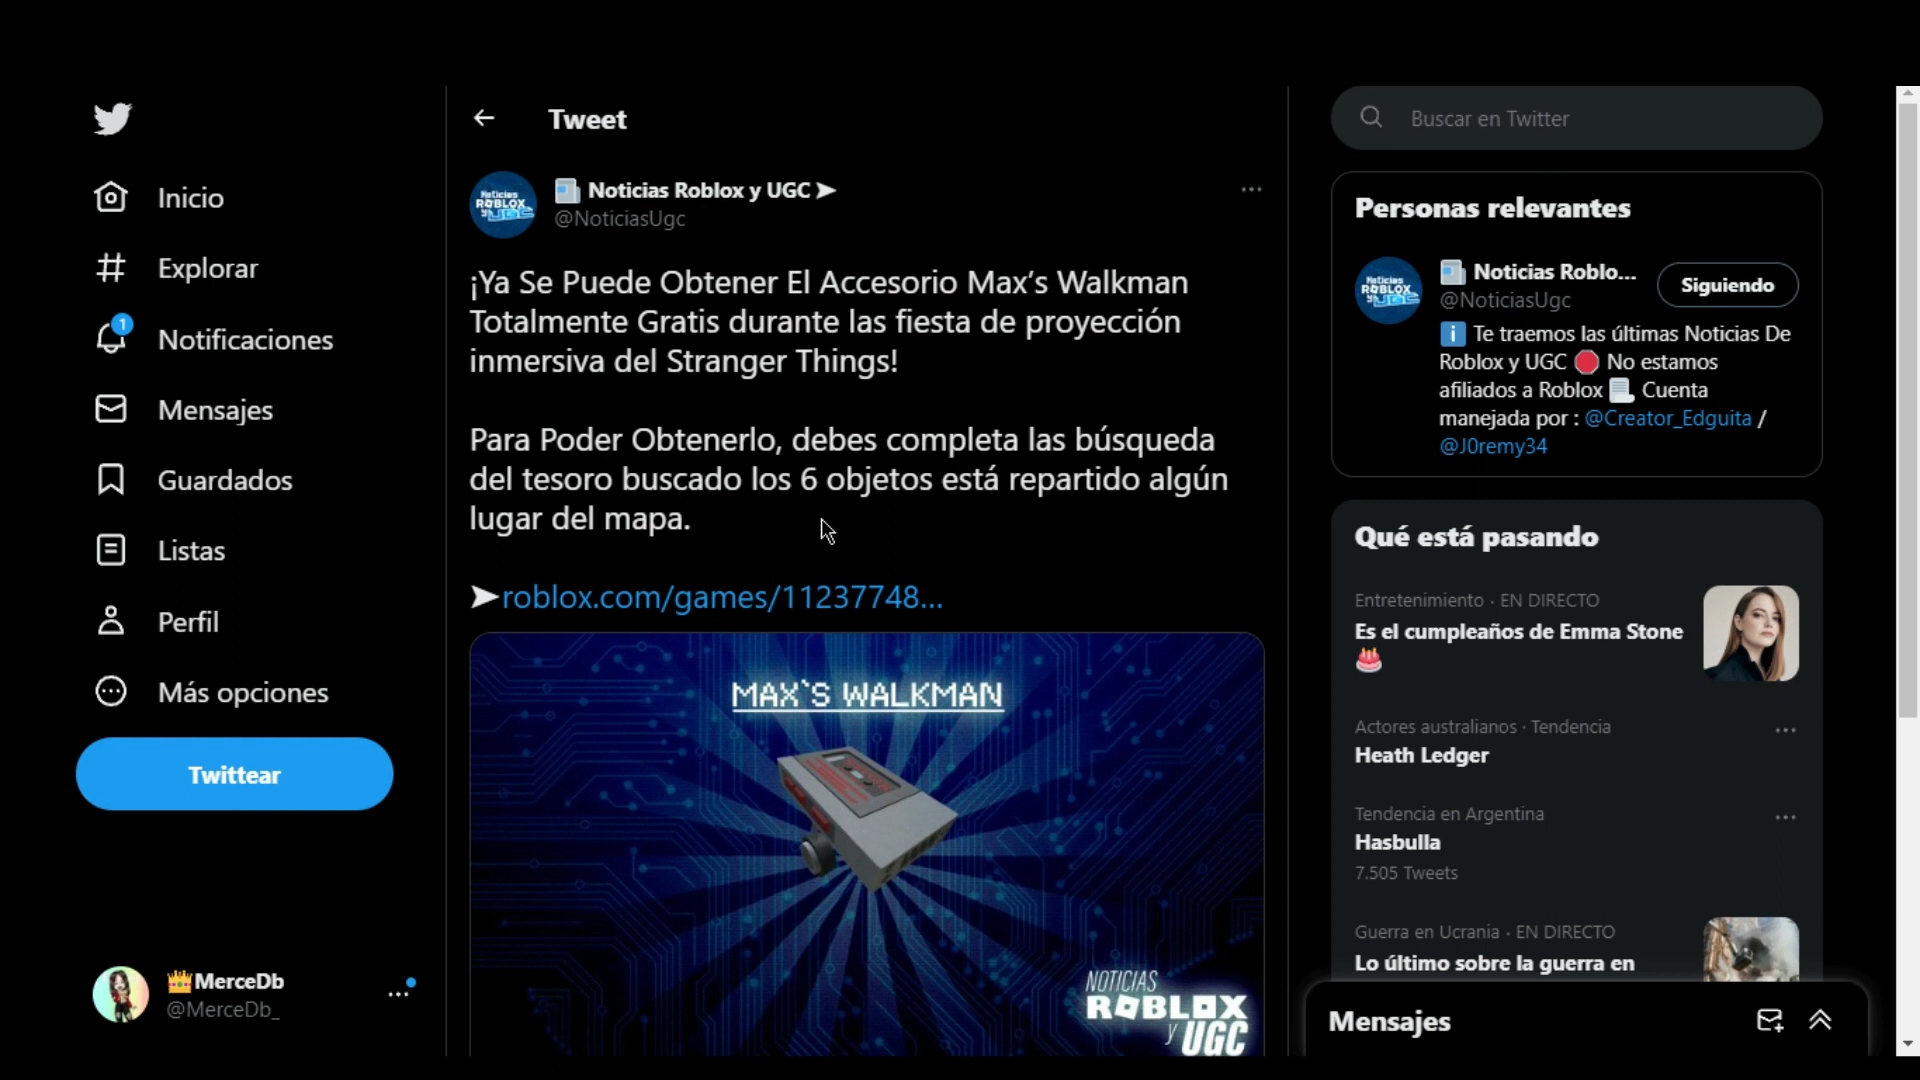 Inicio
Explorar
1
Notificaciones
Mensajes
Guardados
Listas
Perfil
Más opciones
Twittear
MerceDb
@MerceDb_
Tweet
Noticias Roblox y UGC ➤
@NoticiasUgc
¡Ya Se Puede Obtener El Accesorio Max’s Walkman
Totalmente Gratis durante las fiesta de proyección
inmersiva del Stranger Things!
Para Poder Obtenerlo, debes completa las búsqueda
del tesoro buscado los 6 objetos está repartido algún
lugar del mapa.
➤roblox.com/games/11237748...
MAX`S WALKMAN
NOTICIAS
ROBLOX
y UGC
Buscar en Twitter
Personas relevantes
Noticias Roblo...
@NoticiasUgc
Siguiendo
Te traemos las últimas Noticias De
Roblox y UGC 🛑 No estamos
afiliados a Roblox 📃 Cuenta
manejada por : @Creator_Edguita /
@J0remy34
Qué está pasando
Entretenimiento · EN DIRECTO
Es el cumpleaños de Emma Stone
🎂
Actores australianos · Tendencia
Heath Ledger
Tendencia en Argentina
Hasbulla
7.505 Tweets
Guerra en Ucrania · EN DIRECTO
Lo último sobre la guerra en
Mensajes